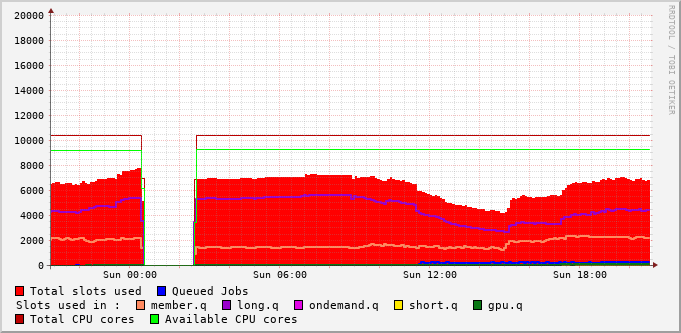 RRDTOOL / TOBI OETIKER
20000
18000
16000
14000
12000
10000
8000
6000
4000
2000
0
Sun 00:00 Sun 06:00 Sun 12:00 Sun 18:00
Total slots used Queued Jobs
Slots used in : member.q long.q ondemand.q short.q gpu.q
Total CPU cores Available CPU cores